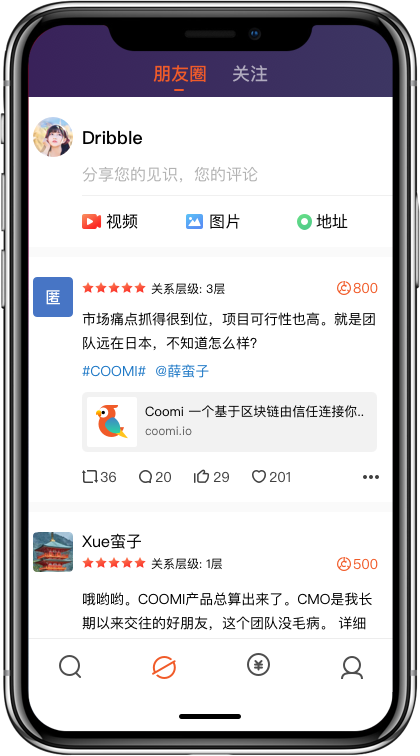 朋友圈 关注
Dribble
分享您的见识，您的评论
视频 图片 地址
匿 关系层级: 3层 800
市场痛点抓得很到位，项目可行性也高。就是团
队远在日本，不知道怎么样?
#COOMI# @薛蛮子
Coomi 一个基于区块链由信任连接你..
coomi.io
36 20 29 201
Xue蛮子
关系层级: 1层 500
哦哟哟。COOMI产品总算出来了。CMO是我长
期以来交往的好朋友，这个团队没毛病。 详细
¥